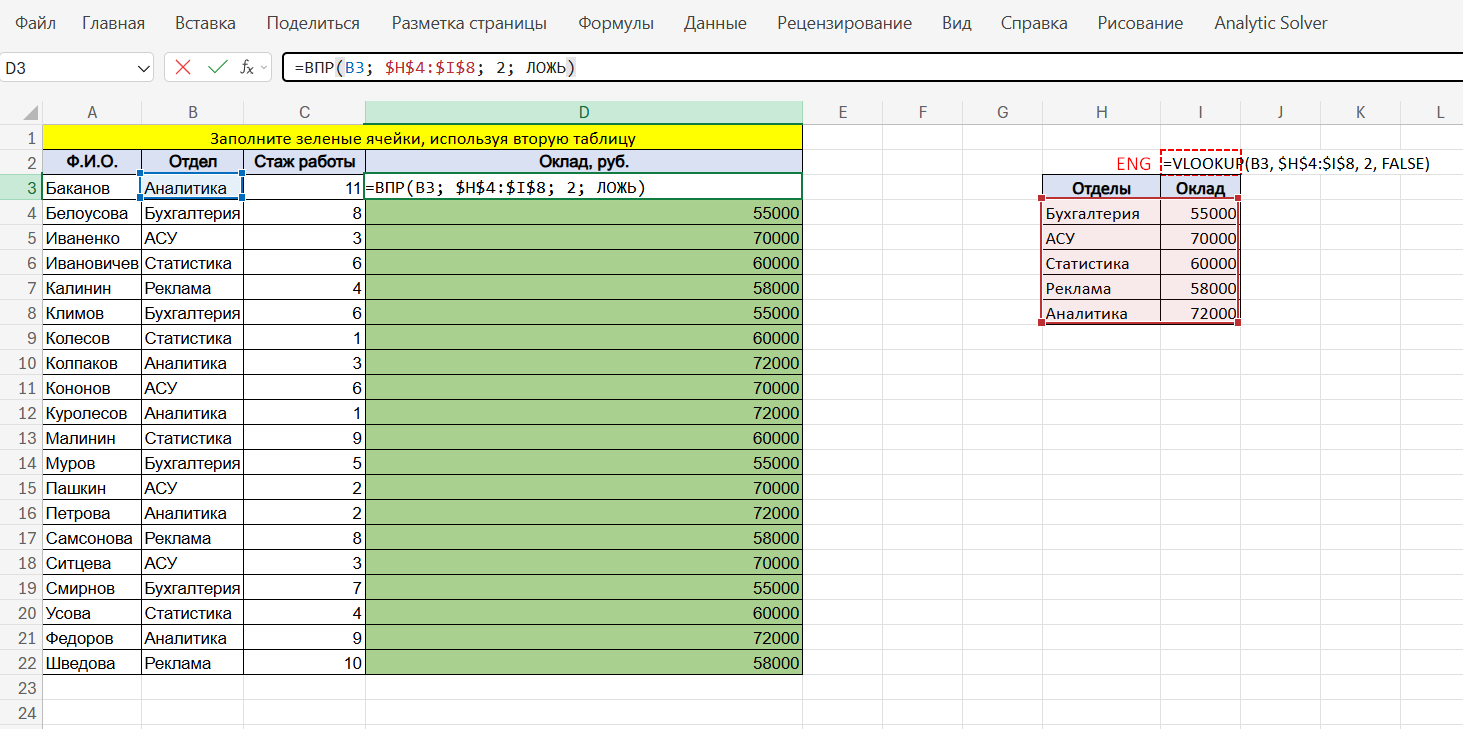 Файл Главная Вставка Поделиться Разметка страницы Формулы Данные Рецензирование Вид Справка Рисование Analytic Solver
D3 fx =ВПР(B3; $H$4:$I$8; 2; ЛОЖЬ)
A B C D E F G H I J K L
1 Заполните зеленые ячейки, используя вторую таблицу
2 Ф.И.О. Отдел Стаж работы Оклад, руб. ENG =VLOOKUP(B3, $H$4:$I$8, 2, FALSE)
3 Баканов Аналитика 11 =ВПР(B3; $H$4:$I$8; 2; ЛОЖЬ) Отделы Оклад
4 Белоусова Бухгалтерия 8 55000 Бухгалтерия 55000
5 Иваненко АСУ 3 70000 АСУ 70000
6 Ивановичев Статистика 6 60000 Статистика 60000
7 Калинин Реклама 4 58000 Реклама 58000
8 Климов Бухгалтерия 6 55000 Аналитика 72000
9 Колесов Статистика 1 60000
10 Колпаков Аналитика 3 72000
11 Кононов АСУ 6 70000
12 Куролесов Аналитика 1 72000
13 Малинин Статистика 9 60000
14 Муров Бухгалтерия 5 55000
15 Пашкин АСУ 2 70000
16 Петрова Аналитика 2 72000
17 Самсонова Реклама 8 58000
18 Ситцева АСУ 3 70000
19 Смирнов Бухгалтерия 7 55000
20 Усова Статистика 4 60000
21 Федоров Аналитика 9 72000
22 Шведова Реклама 10 58000
23
24